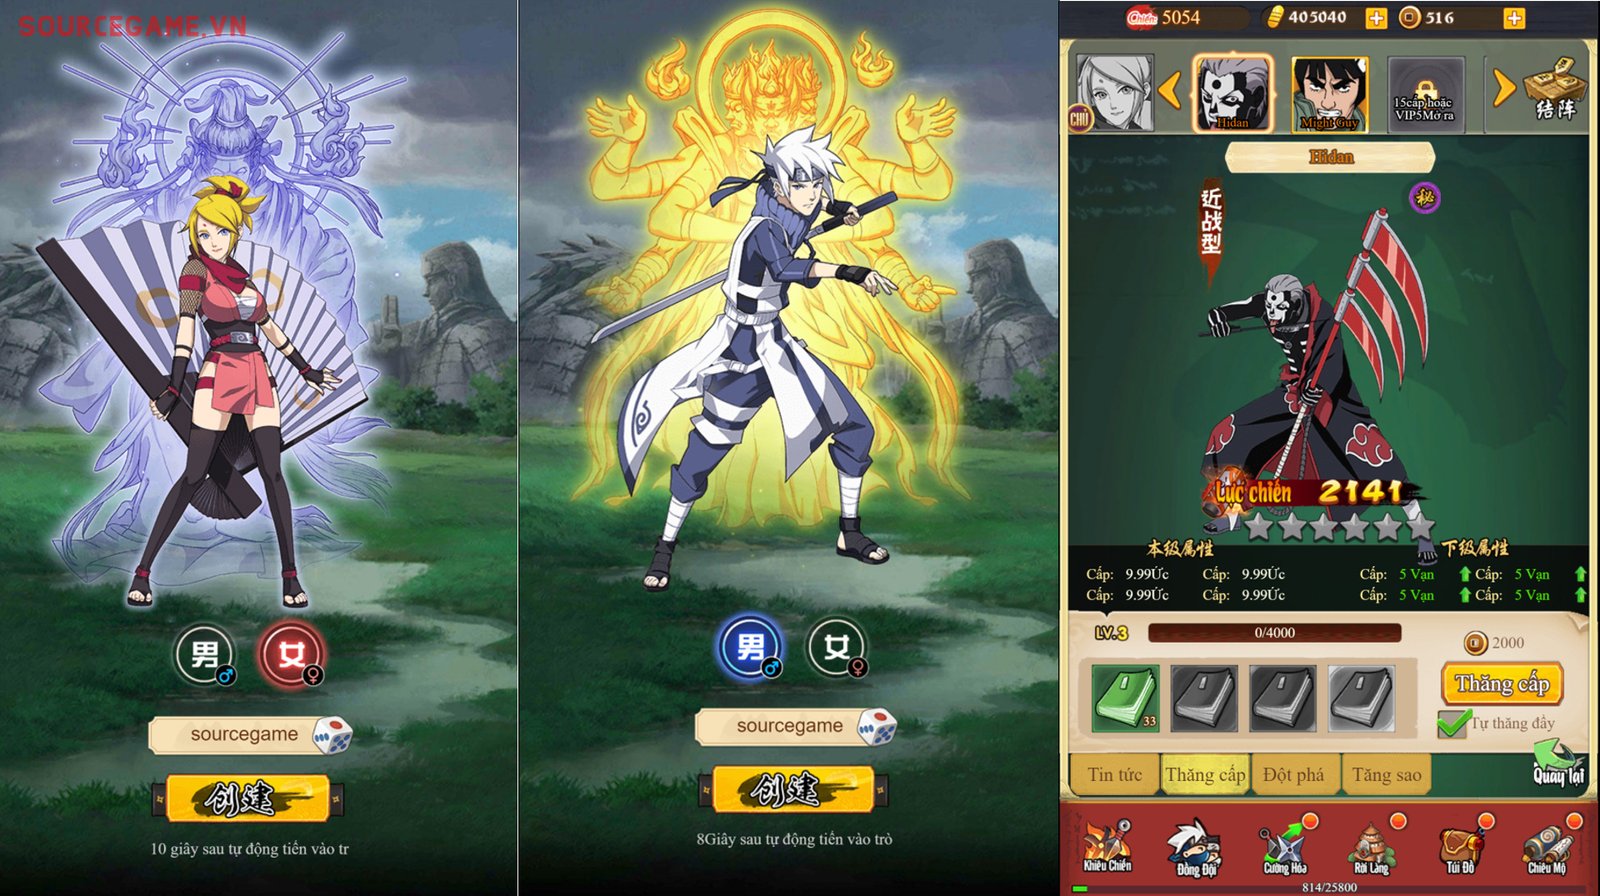 SOURCEGAME.VN
男
女
sourcegame
创建
10 giây sau tự động tiến vào tr
男
女
sourcegame
创建
8Giây sau tự động tiến vào trò
Chiến: 5054
405040
516
CHỦ
Hidan
Might Guy
15cấp hoặc
VIP5Mở ra
结阵
Hidan
近战型
秘
Lực chiến 2141
本级属性
下级属性
Cấp: 9.99Ức Cấp: 9.99Ức Cấp: 5 Vạn Cấp: 5 Vạn
Cấp: 9.99Ức Cấp: 9.99Ức Cấp: 5 Vạn Cấp: 5 Vạn
LV.3
0/4000
2000
33
Thăng cấp
Tự thăng đầy
Tin tức
Thăng cấp
Đột phá
Tăng sao
Quay lại
Khiêu Chiến
Đồng Đội
Cường Hóa
Rời Làng
Túi Đồ
Chiêu Mộ
814/25800